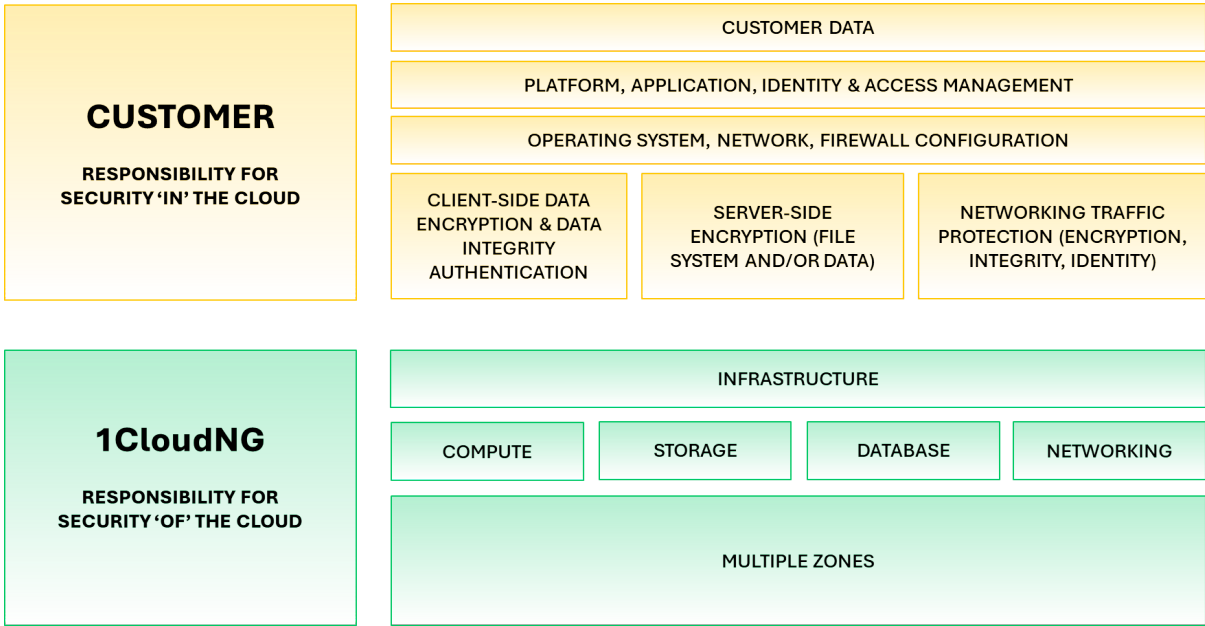 CUSTOMER
RESPONSIBILITY FOR
SECURITY ‘IN’ THE CLOUD
CUSTOMER DATA
PLATFORM, APPLICATION, IDENTITY & ACCESS MANAGEMENT
OPERATING SYSTEM, NETWORK, FIREWALL CONFIGURATION
CLIENT-SIDE DATA
ENCRYPTION & DATA
INTEGRITY
AUTHENTICATION
SERVER-SIDE
ENCRYPTION (FILE
SYSTEM AND/OR DATA)
NETWORKING TRAFFIC
PROTECTION (ENCRYPTION,
INTEGRITY, IDENTITY)
1CloudNG
RESPONSIBILITY FOR
SECURITY ‘OF’ THE CLOUD
INFRASTRUCTURE
COMPUTE
STORAGE
DATABASE
NETWORKING
MULTIPLE ZONES